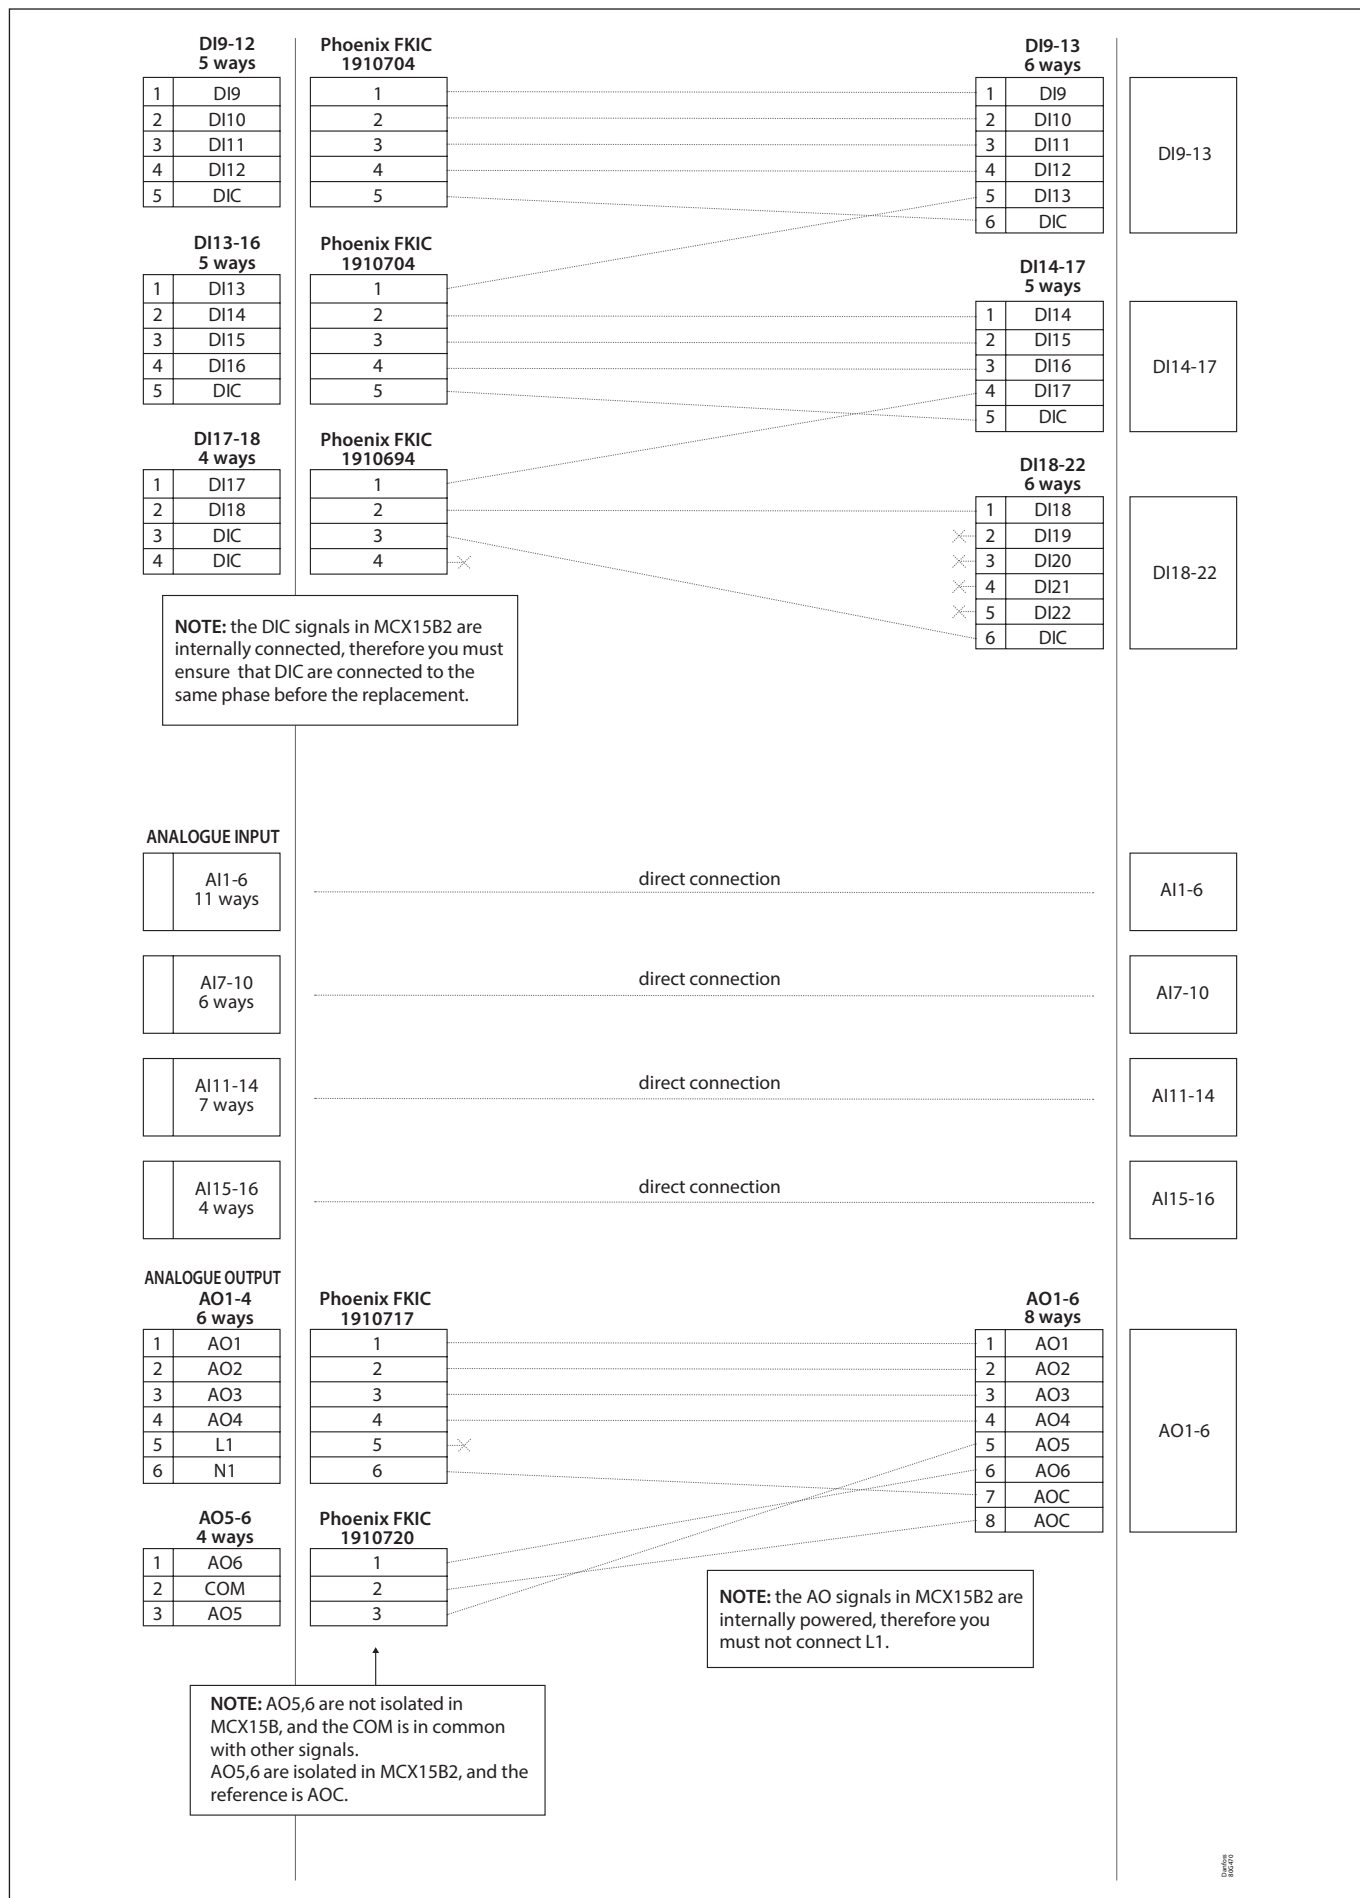 DI9-12
5 ways
Phoenix FKIC
1910704
DI9-13
6 ways
1 DI9
2 DI10
3 DI11
4 DI12
5 DIC
1
2
3
4
5
1 DI9
2 DI10
3 DI11
4 DI12
5 DI13
6 DIC
DI9-13
DI13-16
5 ways
Phoenix FKIC
1910704
1 DI13
2 DI14
3 DI15
4 DI16
5 DIC
1
2
3
4
5
DI14-17
5 ways
1 DI14
2 DI15
3 DI16
4 DI17
5 DIC
DI14-17
DI17-18
4 ways
Phoenix FKIC
1910694
1 DI17
2 DI18
3 DIC
4 DIC
1
2
3
4
DI18-22
6 ways
1 DI18
2 DI19
3 DI20
4 DI21
5 DI22
6 DIC
DI18-22
NOTE: the DIC signals in MCX15B2 are
internally connected, therefore you must
ensure that DIC are connected to the
same phase before the replacement.
ANALOGUE INPUT
AI1-6
11 ways
direct connection
AI1-6
AI7-10
6 ways
direct connection
AI7-10
AI11-14
7 ways
direct connection
AI11-14
AI15-16
4 ways
direct connection
AI15-16
ANALOGUE OUTPUT
AO1-4
6 ways
Phoenix FKIC
1910717
AO1-6
8 ways
1 AO1
2 AO2
3 AO3
4 AO4
5 L1
6 N1
1
2
3
4
5
6
1 AO1
2 AO2
3 AO3
4 AO4
5 AO5
6 AO6
7 AOC
8 AOC
AO1-6
AO5-6
4 ways
Phoenix FKIC
1910720
1 AO6
2 COM
3 AO5
1
2
3
NOTE: the AO signals in MCX15B2 are
internally powered, therefore you
must not connect L1.
NOTE: AO5,6 are not isolated in
MCX15B, and the COM is in common
with other signals.
AO5,6 are isolated in MCX15B2, and the
reference is AOC.
Danfoss
80G470